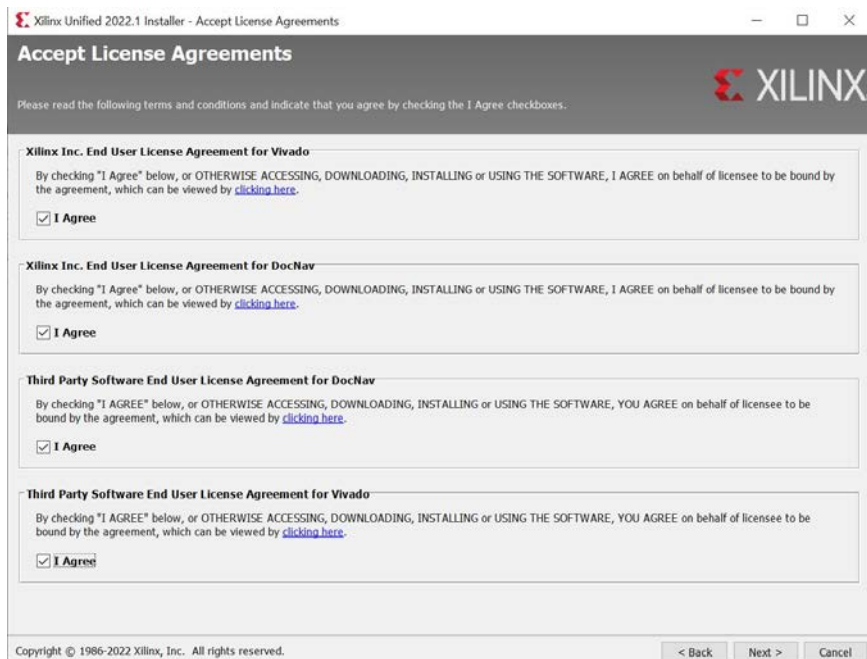 Xilinx Unified 2022.1 Installer - Accept License Agreements
Accept License Agreements
XILINX
Please read the following terms and conditions and indicate that you agree by checking the I Agree checkboxes.
Xilinx Inc. End User License Agreement for Vivado
By checking "I Agree" below, or OTHERWISE ACCESSING, DOWNLOADING, INSTALLING or USING THE SOFTWARE, I AGREE on behalf of licensee to be bound by
the agreement, which can be viewed by clicking here.
I Agree
Xilinx Inc. End User License Agreement for DocNav
By checking "I Agree" below, or OTHERWISE ACCESSING, DOWNLOADING, INSTALLING or USING THE SOFTWARE, I AGREE on behalf of licensee to be bound by
the agreement, which can be viewed by clicking here.
I Agree
Third Party Software End User License Agreement for DocNav
By checking "I AGREE" below, or OTHERWISE ACCESSING, DOWNLOADING, INSTALLING or USING THE SOFTWARE, YOU AGREE on behalf of licensee to be
bound by the agreement, which can be viewed by clicking here.
I Agree
Third Party Software End User License Agreement for Vivado
By checking "I AGREE" below, or OTHERWISE ACCESSING, DOWNLOADING, INSTALLING or USING THE SOFTWARE, YOU AGREE on behalf of licensee to be
bound by the agreement, which can be viewed by clicking here.
I Agree
Copyright © 1986-2022 Xilinx, Inc. All rights reserved.
< Back Next > Cancel